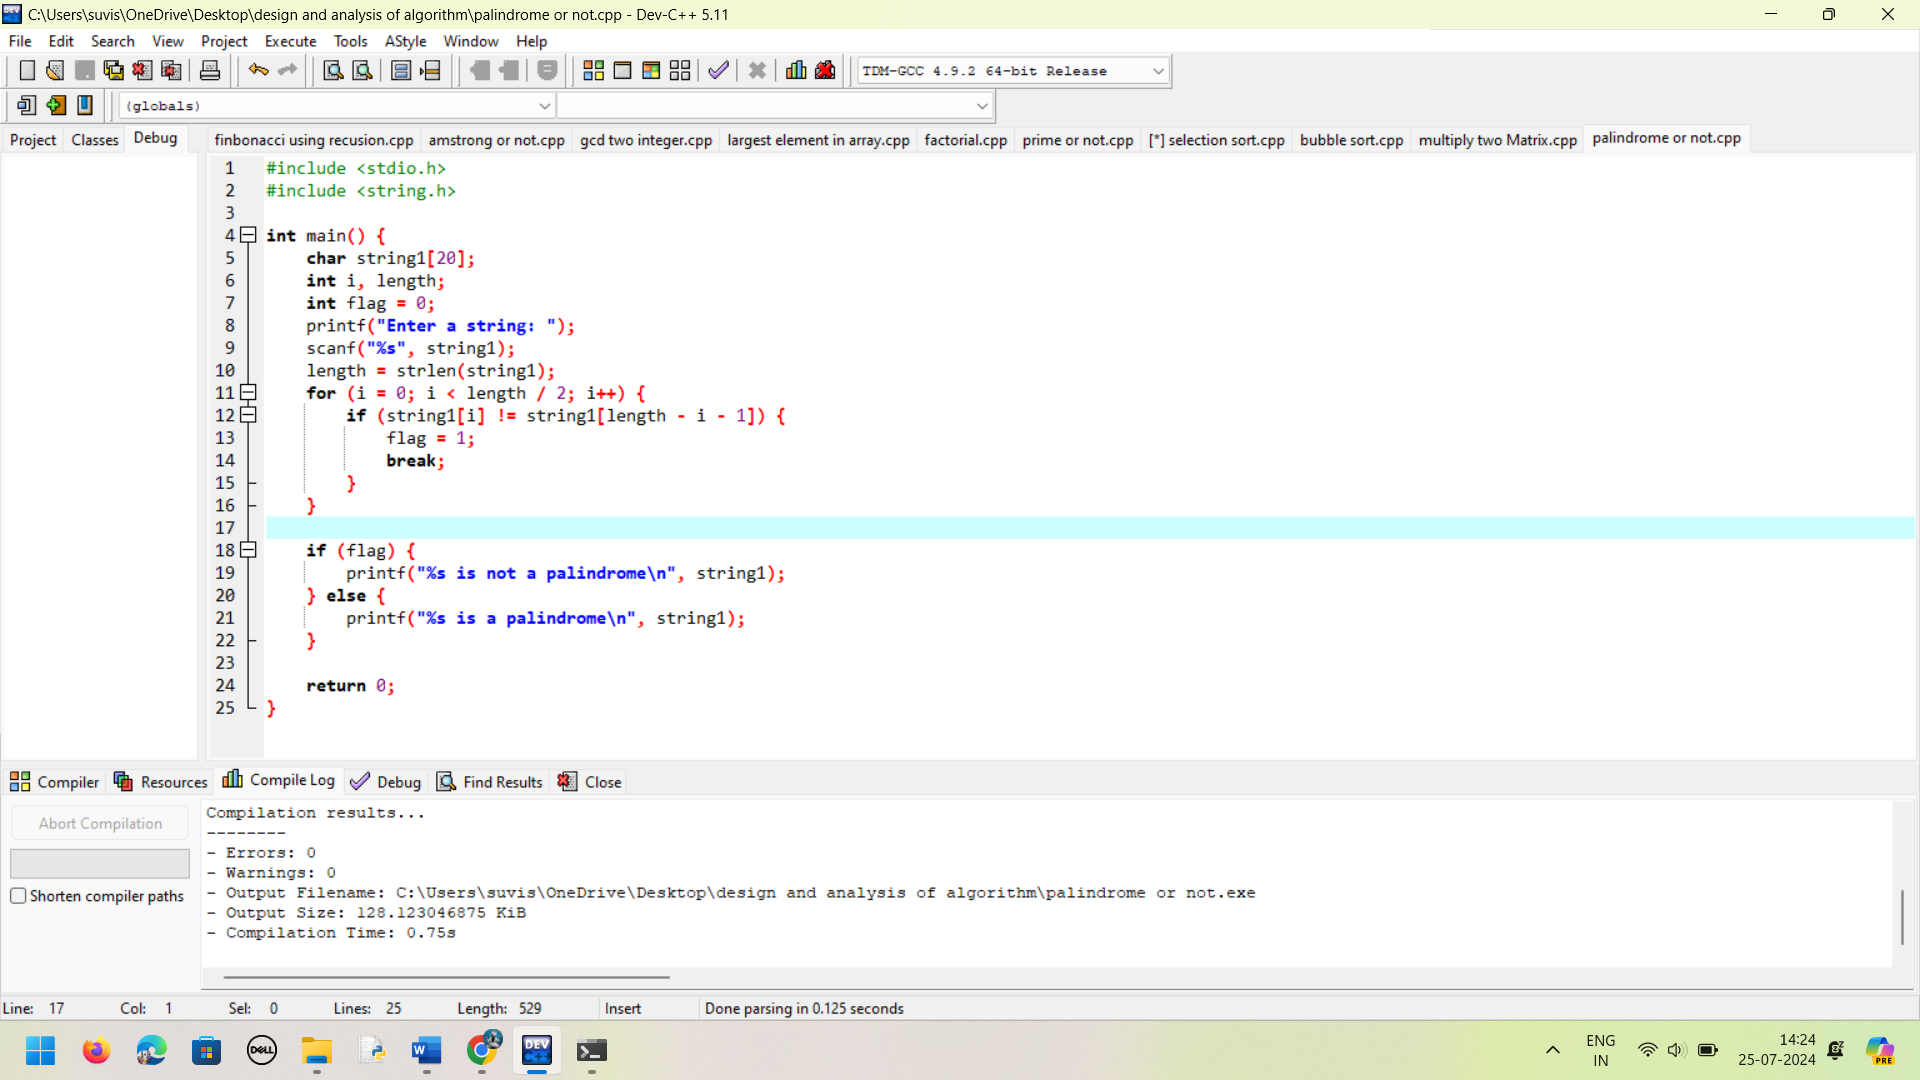 C:\Users\suvis\OneDrive\Desktop\design and analysis of algorithm\palindrome or not.cpp - Dev-C++ 5.11
File Edit Search View Project Execute Tools AStyle Window Help
TDM-GCC 4.9.2 64-bit Release
(globals)
Project Classes Debug
finbonacci using recusion.cpp amstrong or not.cpp gcd two integer.cpp largest element in array.cpp factorial.cpp prime or not.cpp [*] selection sort.cpp bubble sort.cpp multiply two Matrix.cpp palindrome or not.cpp
1 #include <stdio.h>
2 #include <string.h>
3
4 int main() {
5 char string1[20];
6 int i, length;
7 int flag = 0;
8 printf("Enter a string: ");
9 scanf("%s", string1);
10 length = strlen(string1);
11 for (i = 0; i < length / 2; i++) {
12 if (string1[i] != string1[length - i - 1]) {
13 flag = 1;
14 break;
15 }
16 }
17
18 if (flag) {
19 printf("%s is not a palindrome\n", string1);
20 } else {
21 printf("%s is a palindrome\n", string1);
22 }
23
24 return 0;
25 }
Compiler Resources Compile Log Debug Find Results Close
Abort Compilation
Shorten compiler paths
Compilation results...
--------
- Errors: 0
- Warnings: 0
- Output Filename: C:\Users\suvis\OneDrive\Desktop\design and analysis of algorithm\palindrome or not.exe
- Output Size: 128.123046875 KiB
- Compilation Time: 0.75s
Line: 17 Col: 1 Sel: 0 Lines: 25 Length: 529 Insert Done parsing in 0.125 seconds
DELL
DEV C++
ENG
IN
14:24
25-07-2024
PRE